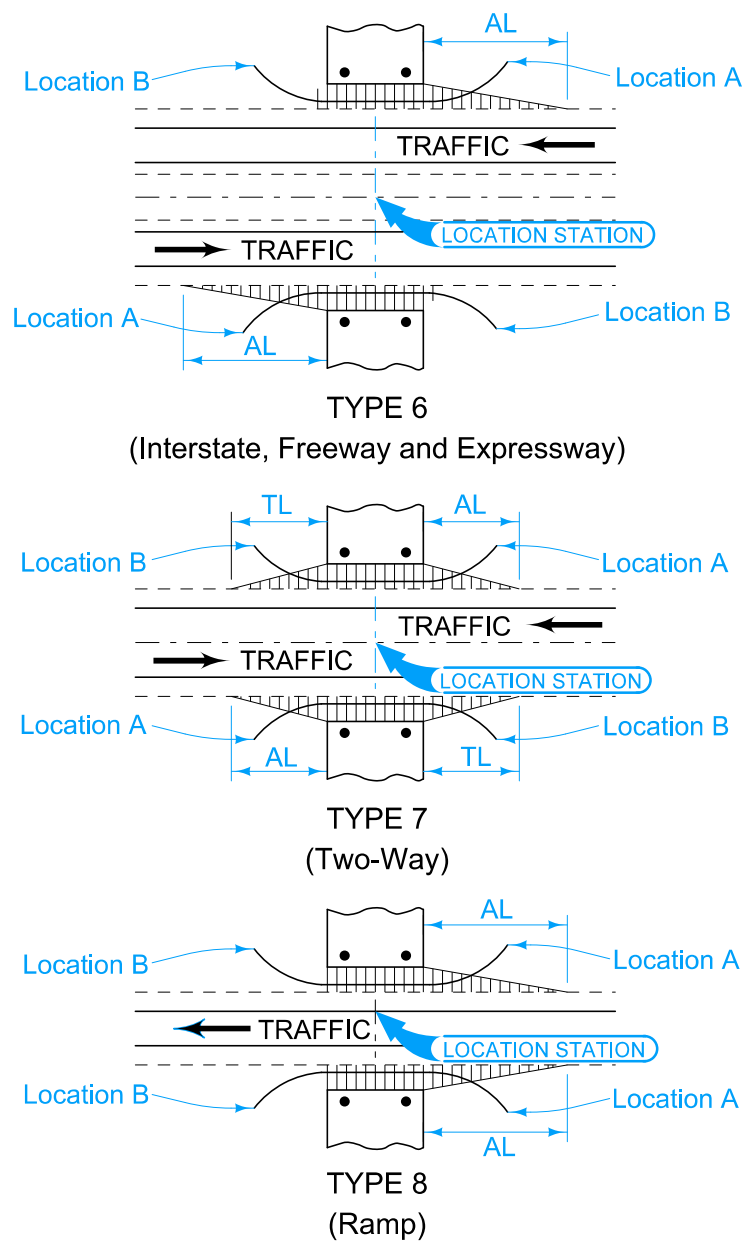 AL
Location B
Location A
TRAFFIC
LOCATION STATION
TRAFFIC
Location A
Location B
AL
TYPE 6
(Interstate, Freeway and Expressway)
TL
AL
Location B
Location A
TRAFFIC
TRAFFIC
LOCATION STATION
Location A
Location B
AL
TL
TYPE 7
(Two-Way)
AL
Location B
Location A
TRAFFIC
LOCATION STATION
Location B
Location A
AL
TYPE 8
(Ramp)